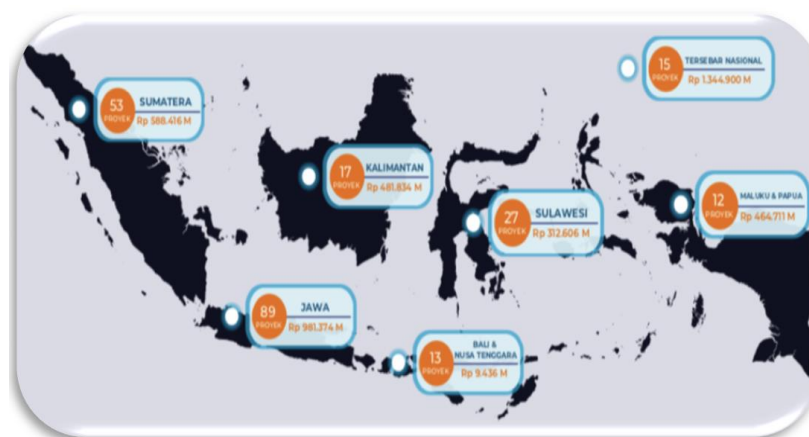 15
PROYEK
TERSEBAR NASIONAL
Rp 1.344.900 M
53
PROYEK
SUMATERA
Rp 588.416 M
17
PROYEK
KALIMANTAN
Rp 481.834 M
27
PROYEK
SULAWESI
Rp 312.606 M
12
PROYEK
MALUKU & PAPUA
Rp 464.711 M
89
PROYEK
JAWA
Rp 981.374 M
13
PROYEK
BALI &
NUSA TENGGARA
Rp 9.436 M